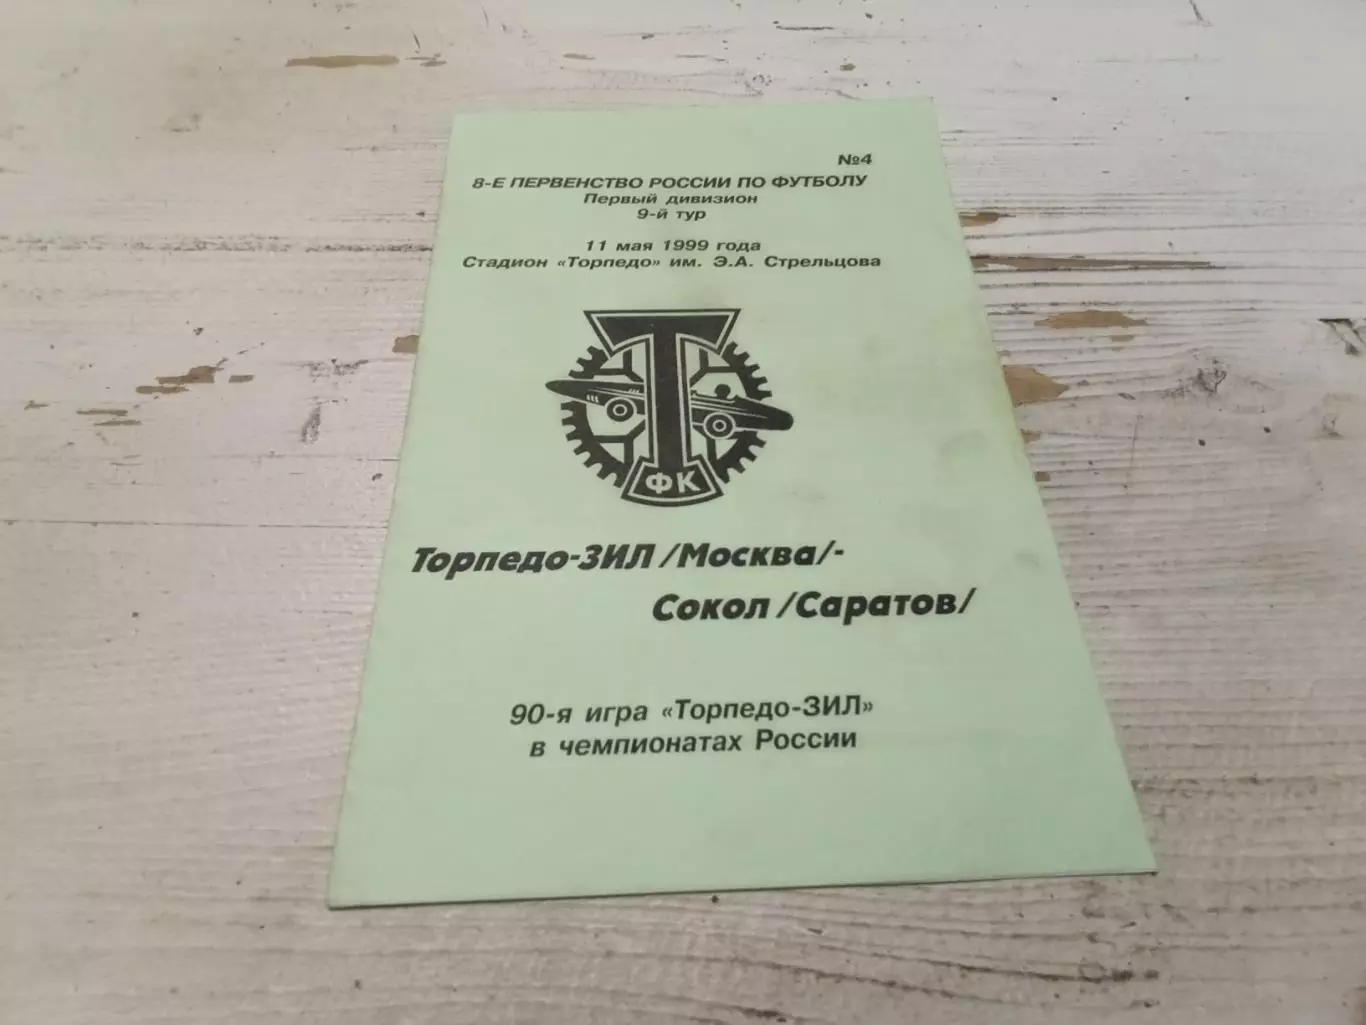 №4
8-Е ПЕРВЕНСТВО РОССИИ ПО ФУТБОЛУ
Первый дивизион
9-й тур
11 мая 1999 года
Стадион «Торпедо» им. Э.А. Стрельцова
Т
ФК
Торпедо-ЗИЛ /Москва/-
Сокол /Саратов/
90-я игра «Торпедо-ЗИЛ»
в чемпионатах России